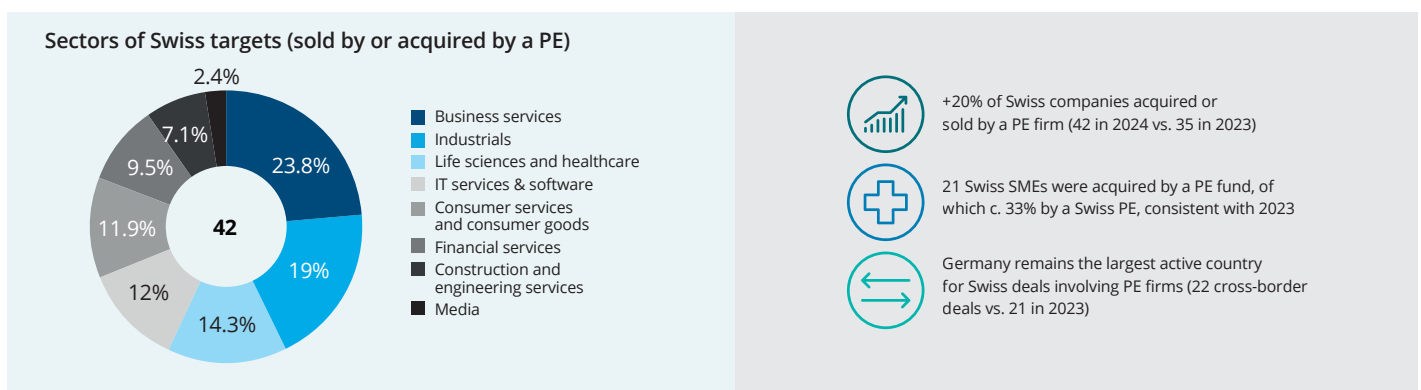 Sectors of Swiss targets (sold by or acquired by a PE)
2.4%
7.1%
23.8%
9.5%
11.9%
42
19%
12%
14.3%
Business services
Industrials
Life sciences and healthcare
IT services & software
Consumer services
and consumer goods
Financial services
Construction and
engineering services
Media
+20% of Swiss companies acquired or
sold by a PE firm (42 in 2024 vs. 35 in 2023)
21 Swiss SMEs were acquired by a PE fund, of
which c. 33% by a Swiss PE, consistent with 2023
Germany remains the largest active country
for Swiss deals involving PE firms (22 cross-border
deals vs. 21 in 2023)